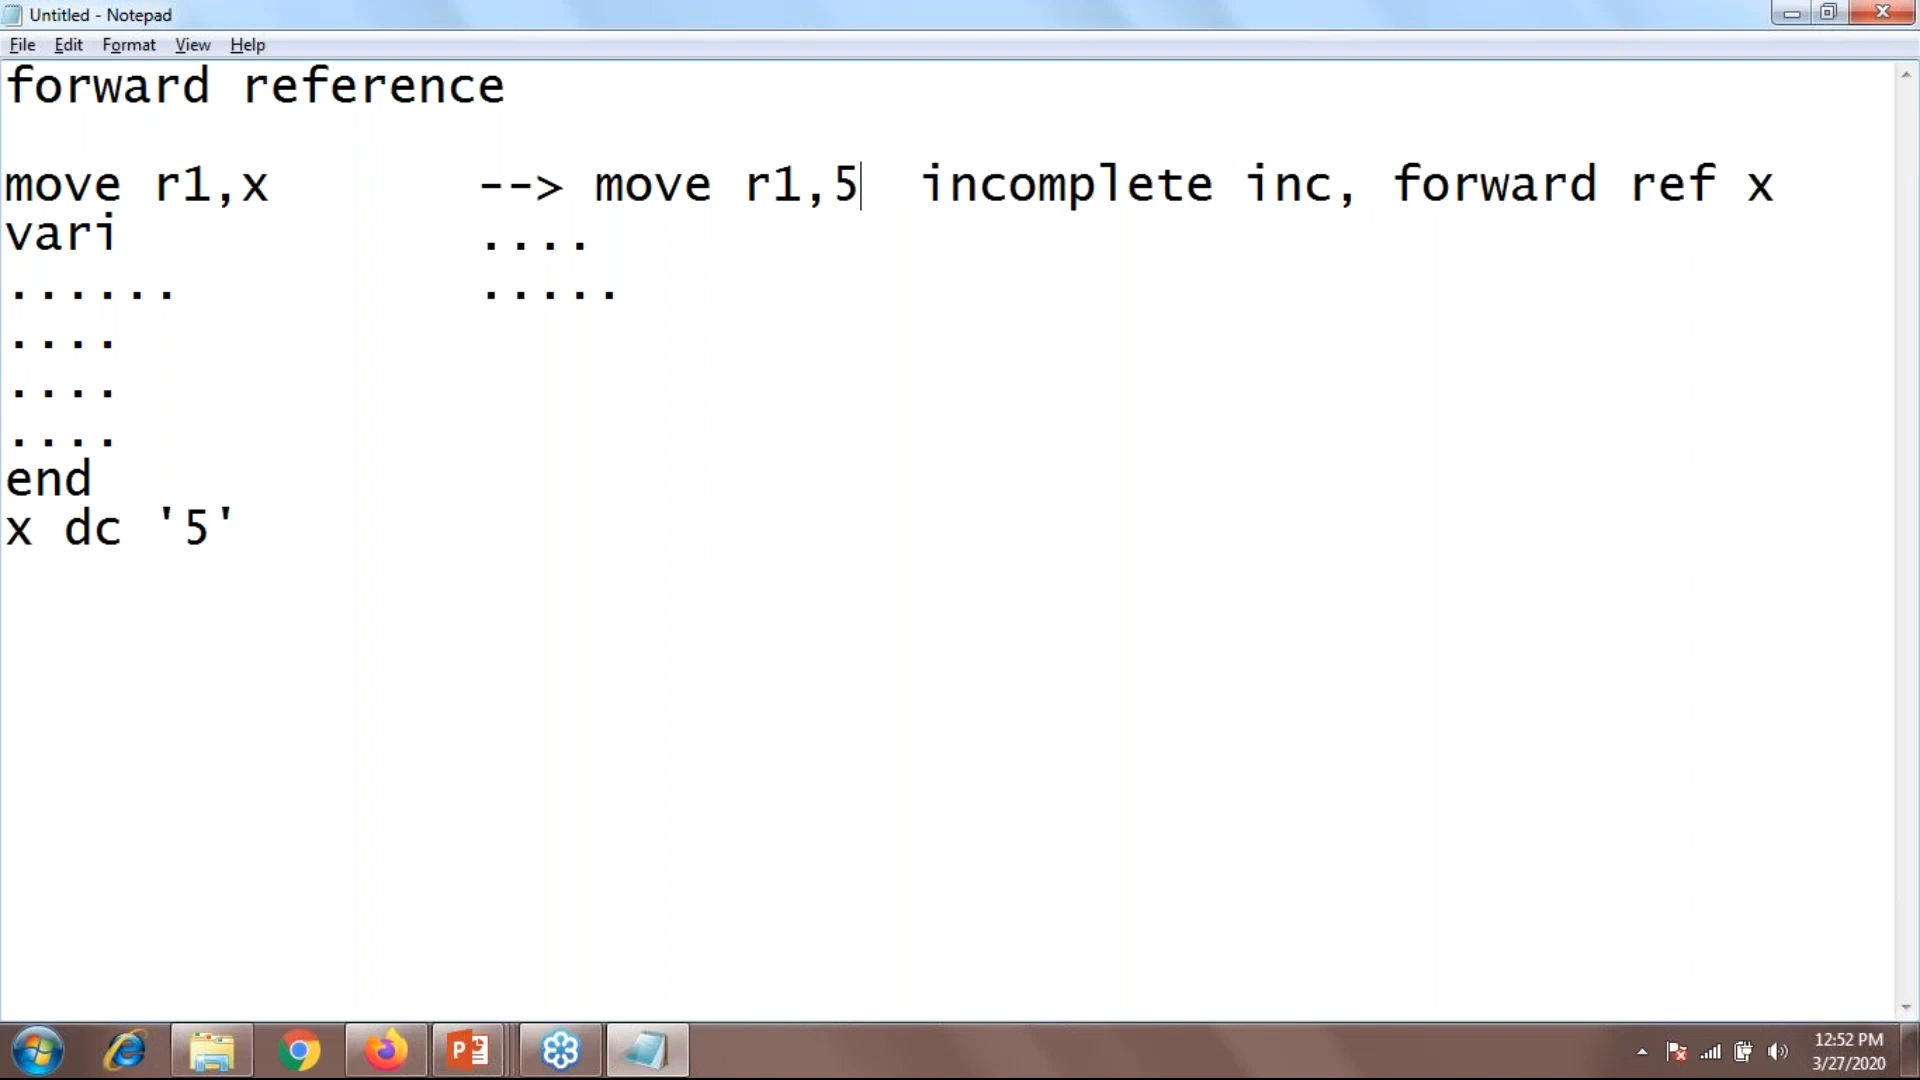 Untitled - Notepad
File Edit Format View Help
forward reference
move r1,x --> move r1,5 incomplete inc, forward ref x
vari ....
...... .....
....
....
....
end
x dc '5'
12:52 PM
3/27/2020